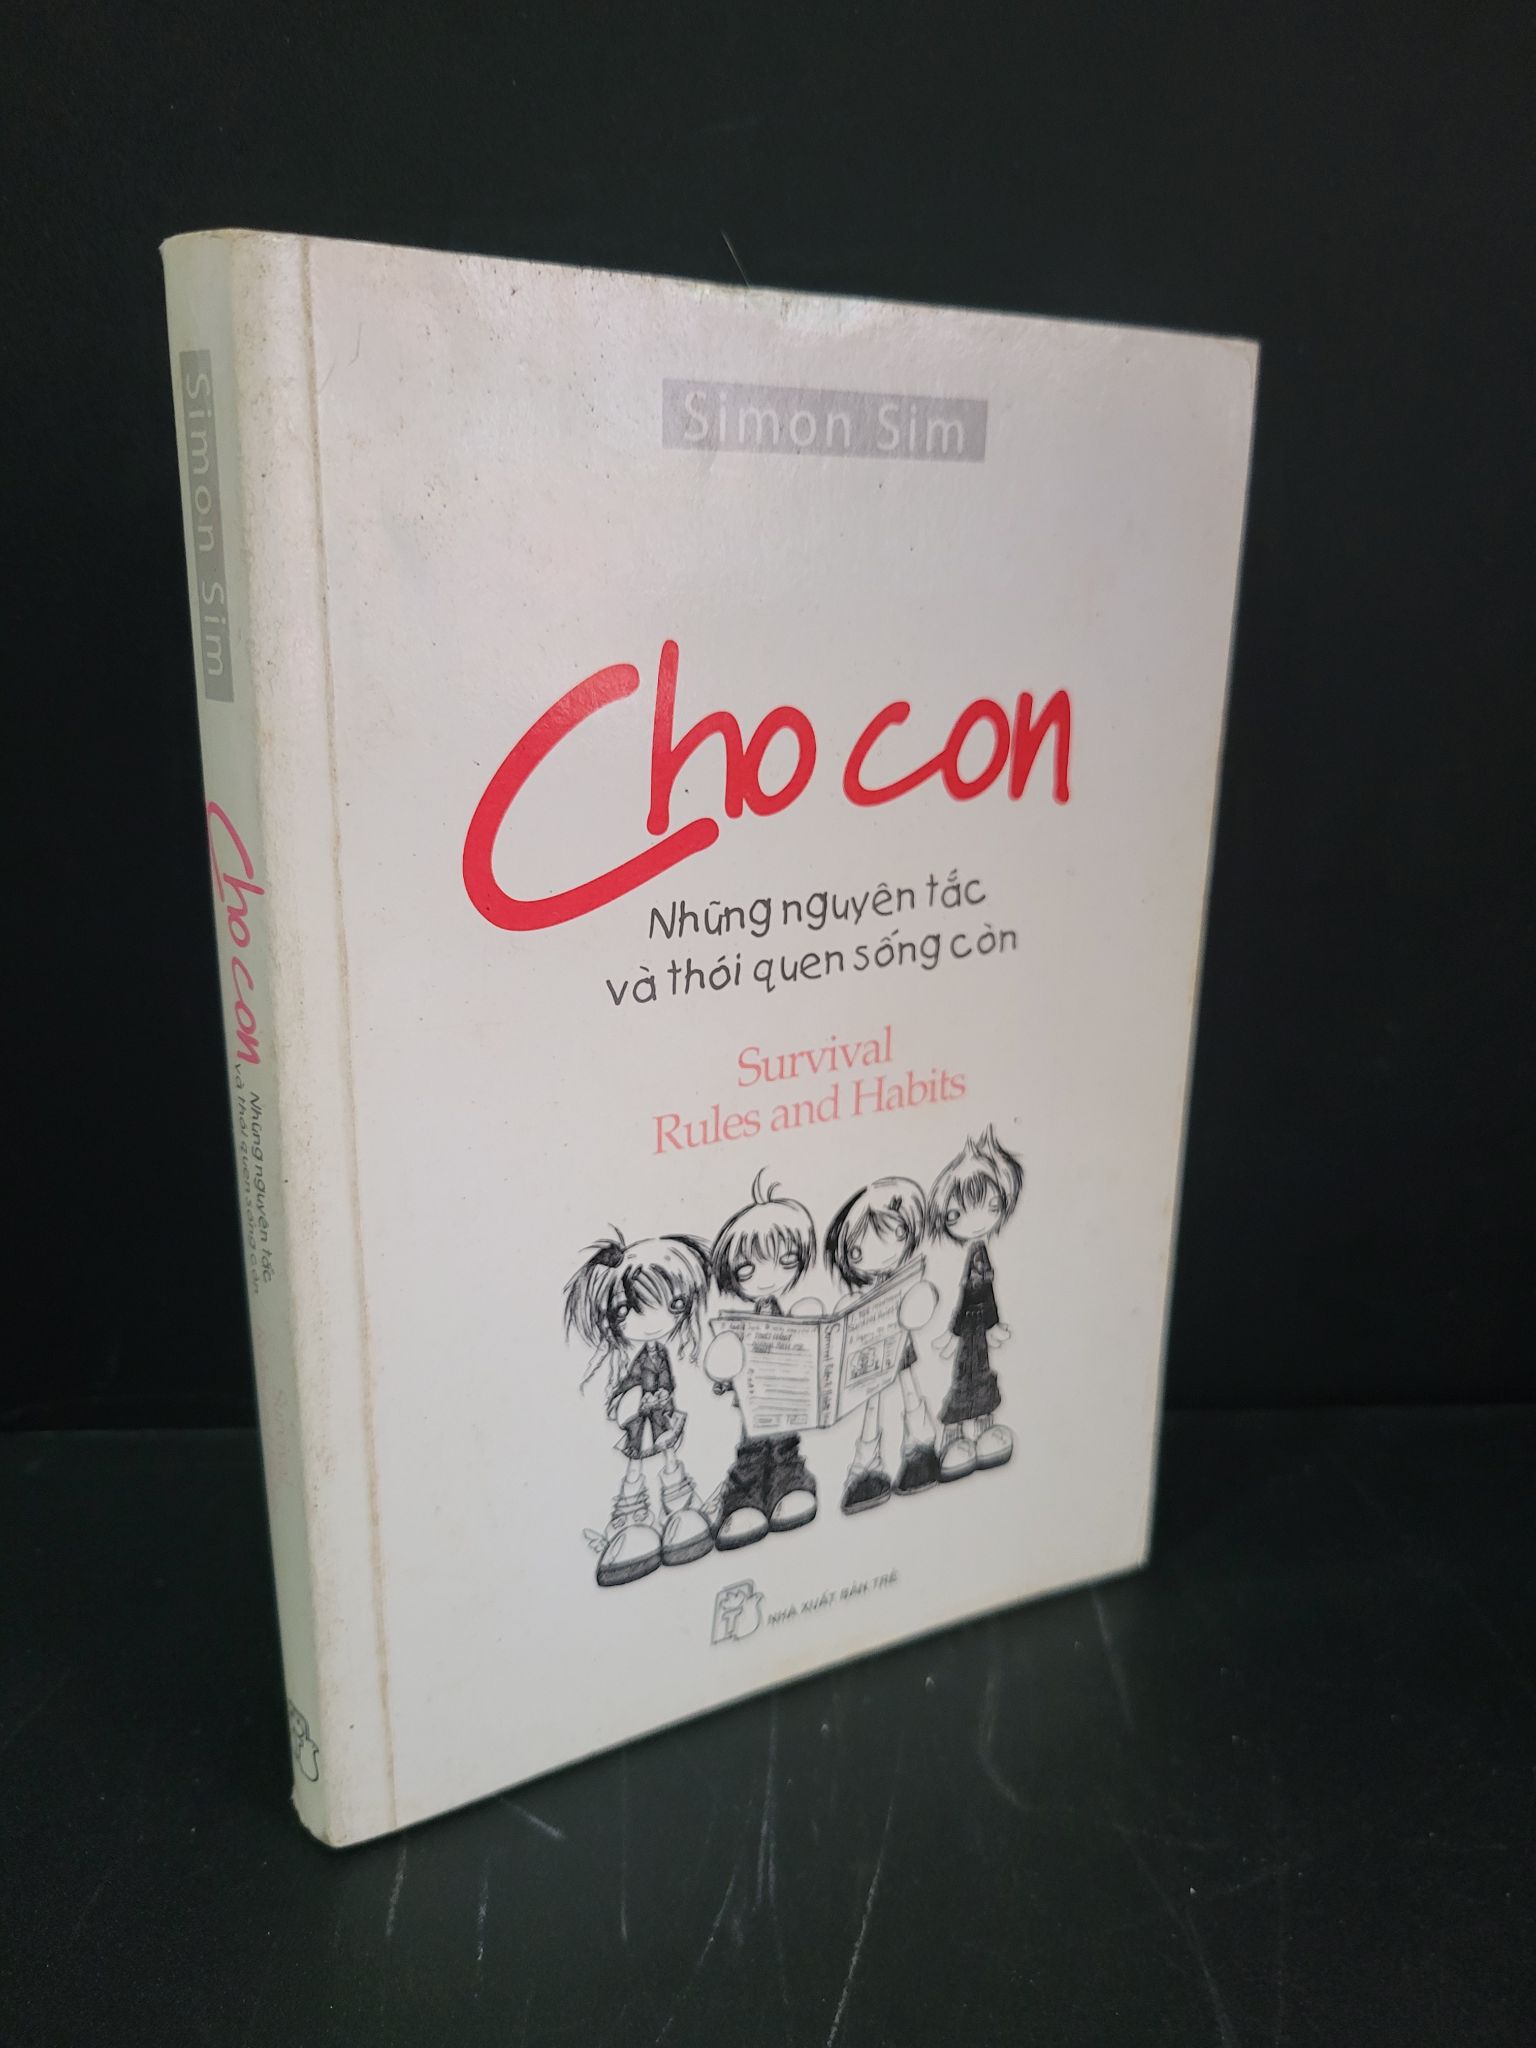 Simon Sim
Cho con
Những nguyên tắc
và thói quen sống còn
Survival
Rules and Habits
NHÀ XUẤT BẢN TRẺ
Simon Sim
Cho con
Những nguyên tắc
và thói quen sống còn